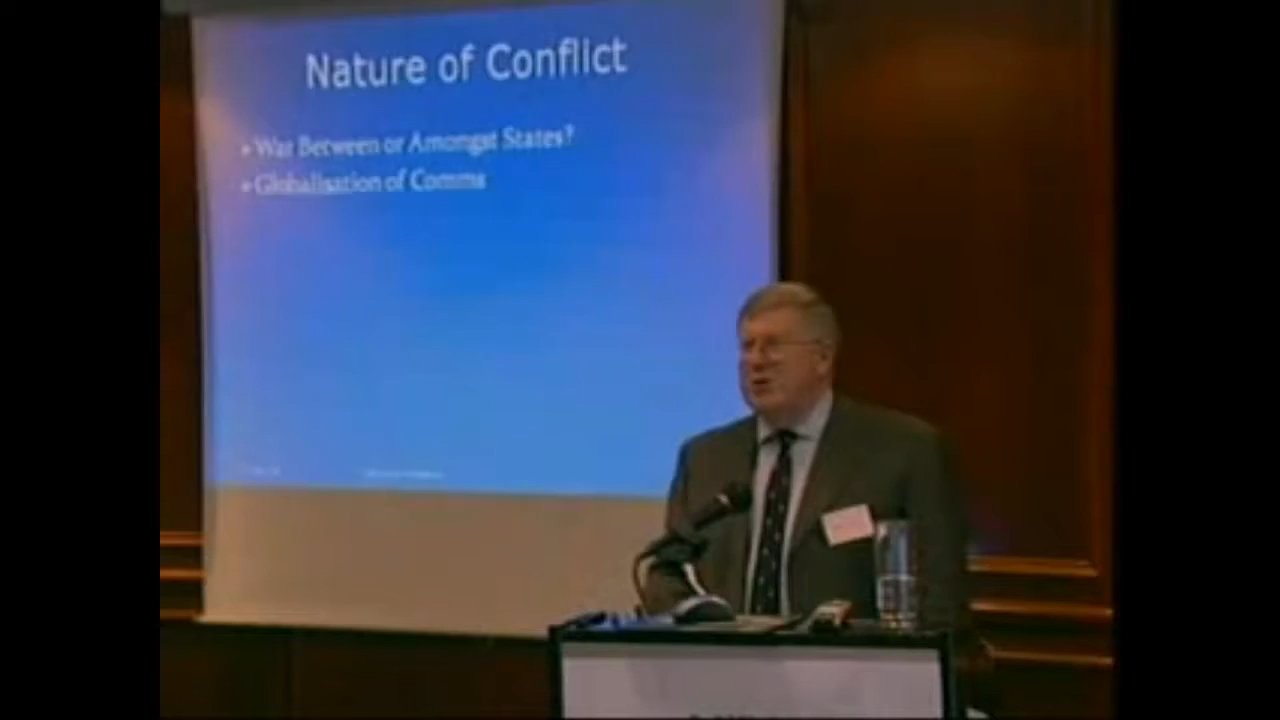 Nature of Conflict
• War Between or Amongst States?
• Globalisation of Comms